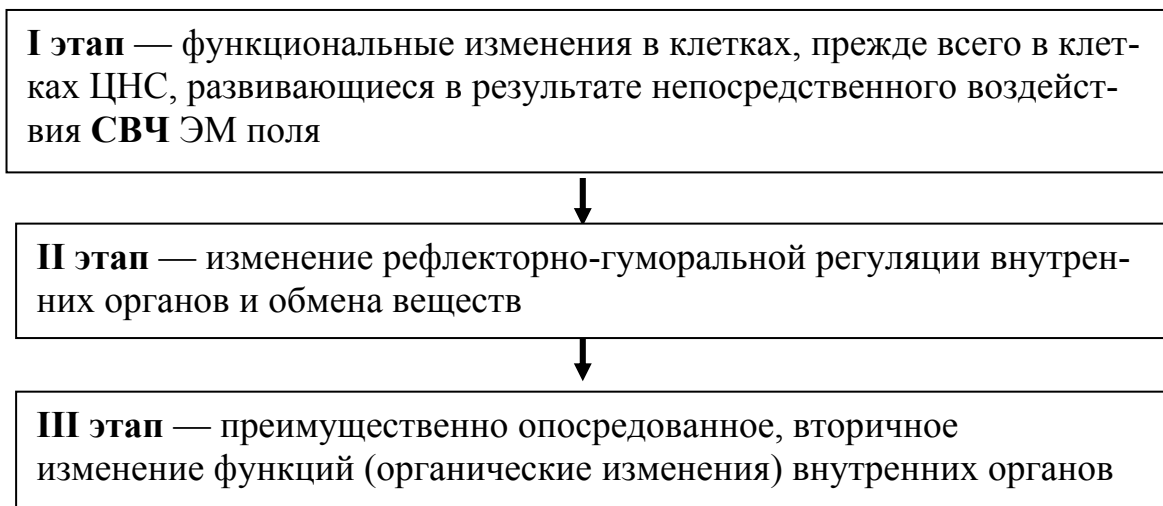 I этап — функциональные изменения в клетках, прежде всего в клет-
ках ЦНС, развивающиеся в результате непосредственного воздейст-
вия СВЧ ЭМ поля
II этап — изменение рефлекторно-гуморальной регуляции внутрен-
них органов и обмена веществ
III этап — преимущественно опосредованное, вторичное
изменение функций (органические изменения) внутренних органов